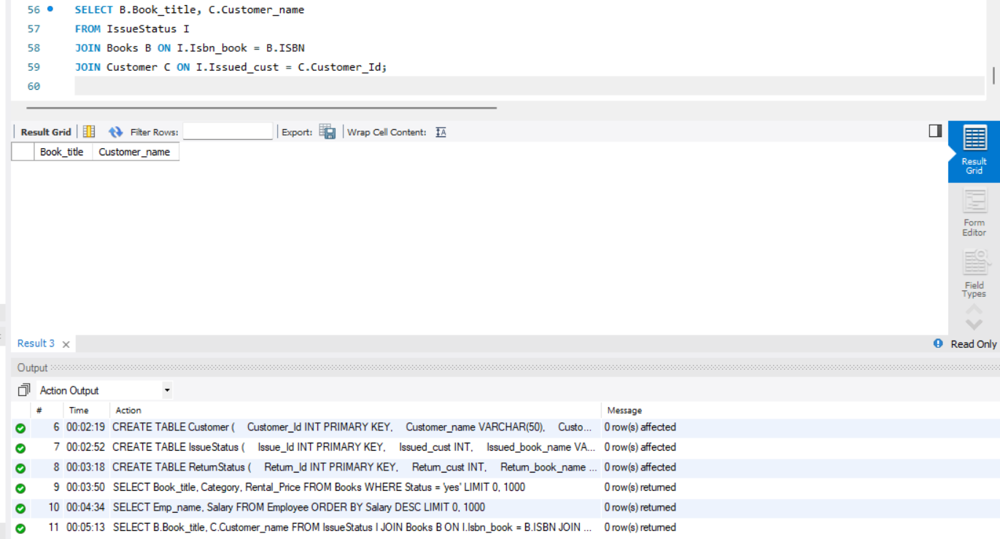 56 SELECT B.Book_title, C.Customer_name
57 FROM IssueStatus I
58 JOIN Books B ON I.Isbn_book = B.ISBN
59 JOIN Customer C ON I.Issued_cust = C.Customer_Id;
60
Result Grid Filter Rows: Export: Wrap Cell Content: IA
Book_title Customer_name
Result
Grid
Form
Editor
Field
Types
Result 3 × Read Only
Output
Action Output
# Time Action Message
6 00:02:19 CREATE TABLE Customer ( Customer_Id INT PRIMARY KEY, Customer_name VARCHAR(50), Custo... 0 row(s) affected
7 00:02:52 CREATE TABLE IssueStatus ( Issue_Id INT PRIMARY KEY, Issued_cust INT, Issued_book_name VA... 0 row(s) affected
8 00:03:18 CREATE TABLE ReturnStatus ( Return_Id INT PRIMARY KEY, Return_cust INT, Return_book_name ... 0 row(s) affected
9 00:03:50 SELECT Book_title, Category, Rental_Price FROM Books WHERE Status = 'yes' LIMIT 0, 1000 0 row(s) returned
10 00:04:34 SELECT Emp_name, Salary FROM Employee ORDER BY Salary DESC LIMIT 0, 1000 0 row(s) returned
11 00:05:13 SELECT B.Book_title, C.Customer_name FROM IssueStatus I JOIN Books B ON I.Isbn_book = B.ISBN JOIN ... 0 row(s) returned